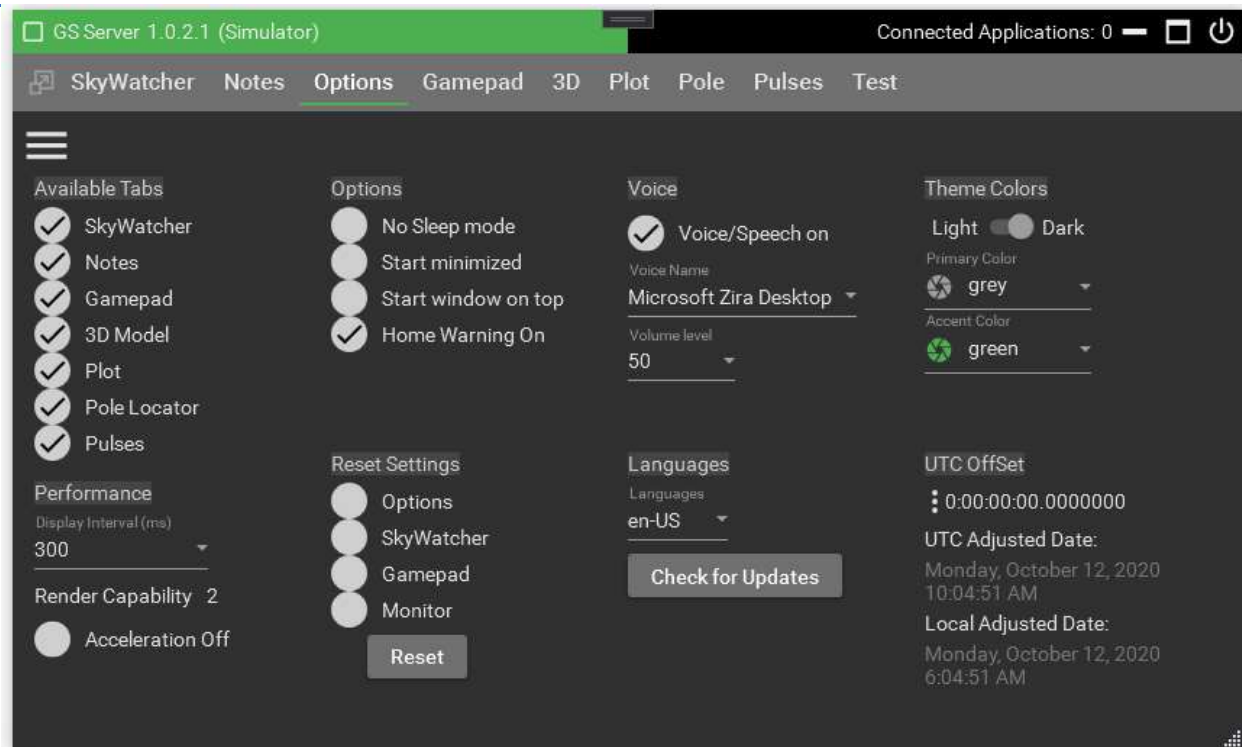 GS Server 1.0.2.1 (Simulator)
Connected Applications: 0
SkyWatcher Notes Options Gamepad 3D Plot Pole Pulses Test
Available Tabs
SkyWatcher
Notes
Gamepad
3D Model
Plot
Pole Locator
Pulses
Performance
Display Interval (ms)
300
Render Capability 2
Acceleration Off
Options
No Sleep mode
Start minimized
Start window on top
Home Warning On
Reset Settings
Options
SkyWatcher
Gamepad
Monitor
Reset
Voice
Voice/Speech on
Voice Name
Microsoft Zira Desktop
Volume level
50
Languages
Languages
en-US
Check for Updates
Theme Colors
Light Dark
Primary Color
grey
Accent Color
green
UTC OffSet
0:00:00:00.0000000
UTC Adjusted Date:
Monday, October 12, 2020
10:04:51 AM
Local Adjusted Date:
Monday, October 12, 2020
6:04:51 AM